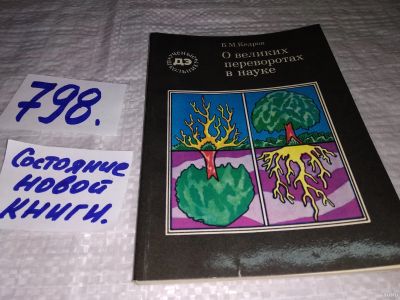 798.
Состояние
новой
книги.
ДЭ
Б.М.Кедров
О великих
переворотах
в науке